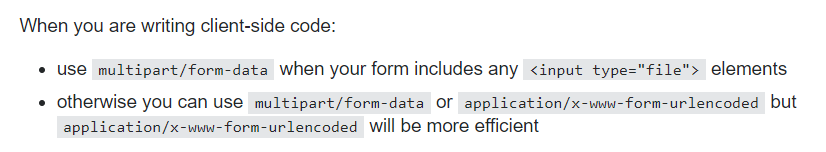 When you are writing client-side code:
• use multipart/form-data when your form includes any <input type="file"> elements
• otherwise you can use multipart/form-data or application/x-www-form-urlencoded but
application/x-www-form-urlencoded will be more efficient